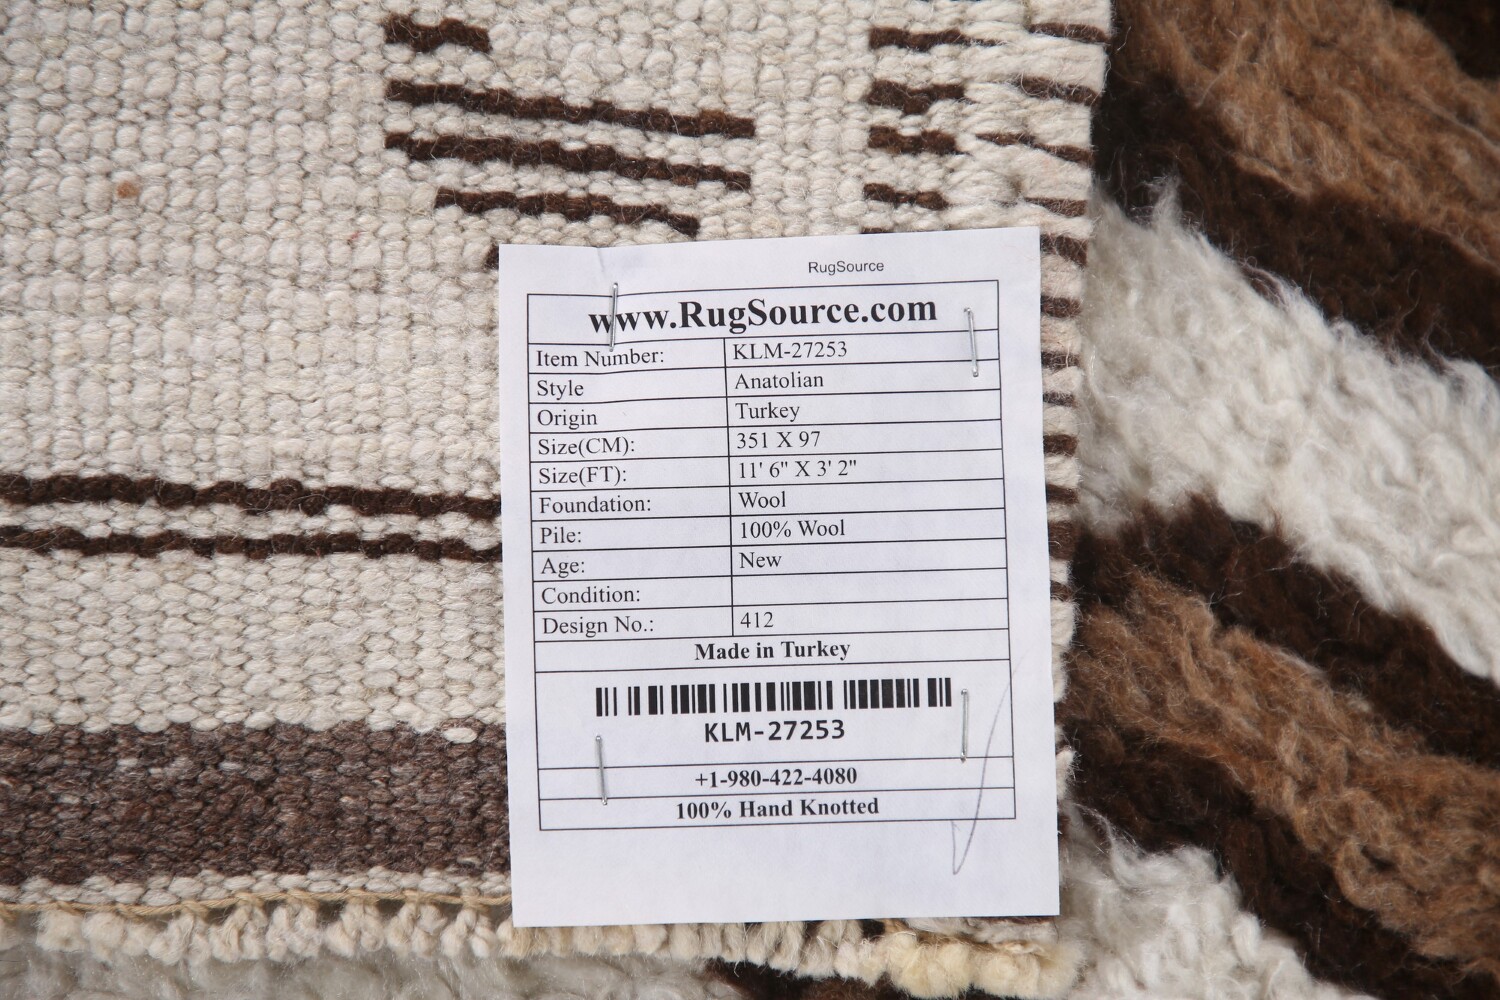 RugSource
www.RugSource.com
Item Number: KLM-27253
Style Anatolian
Origin Turkey
Size(CM): 351 X 97
Size(FT): 11' 6" X 3' 2"
Foundation: Wool
Pile: 100% Wool
Age: New
Condition:
Design No.: 412
Made in Turkey
KLM-27253
+1-980-422-4080
100% Hand Knotted